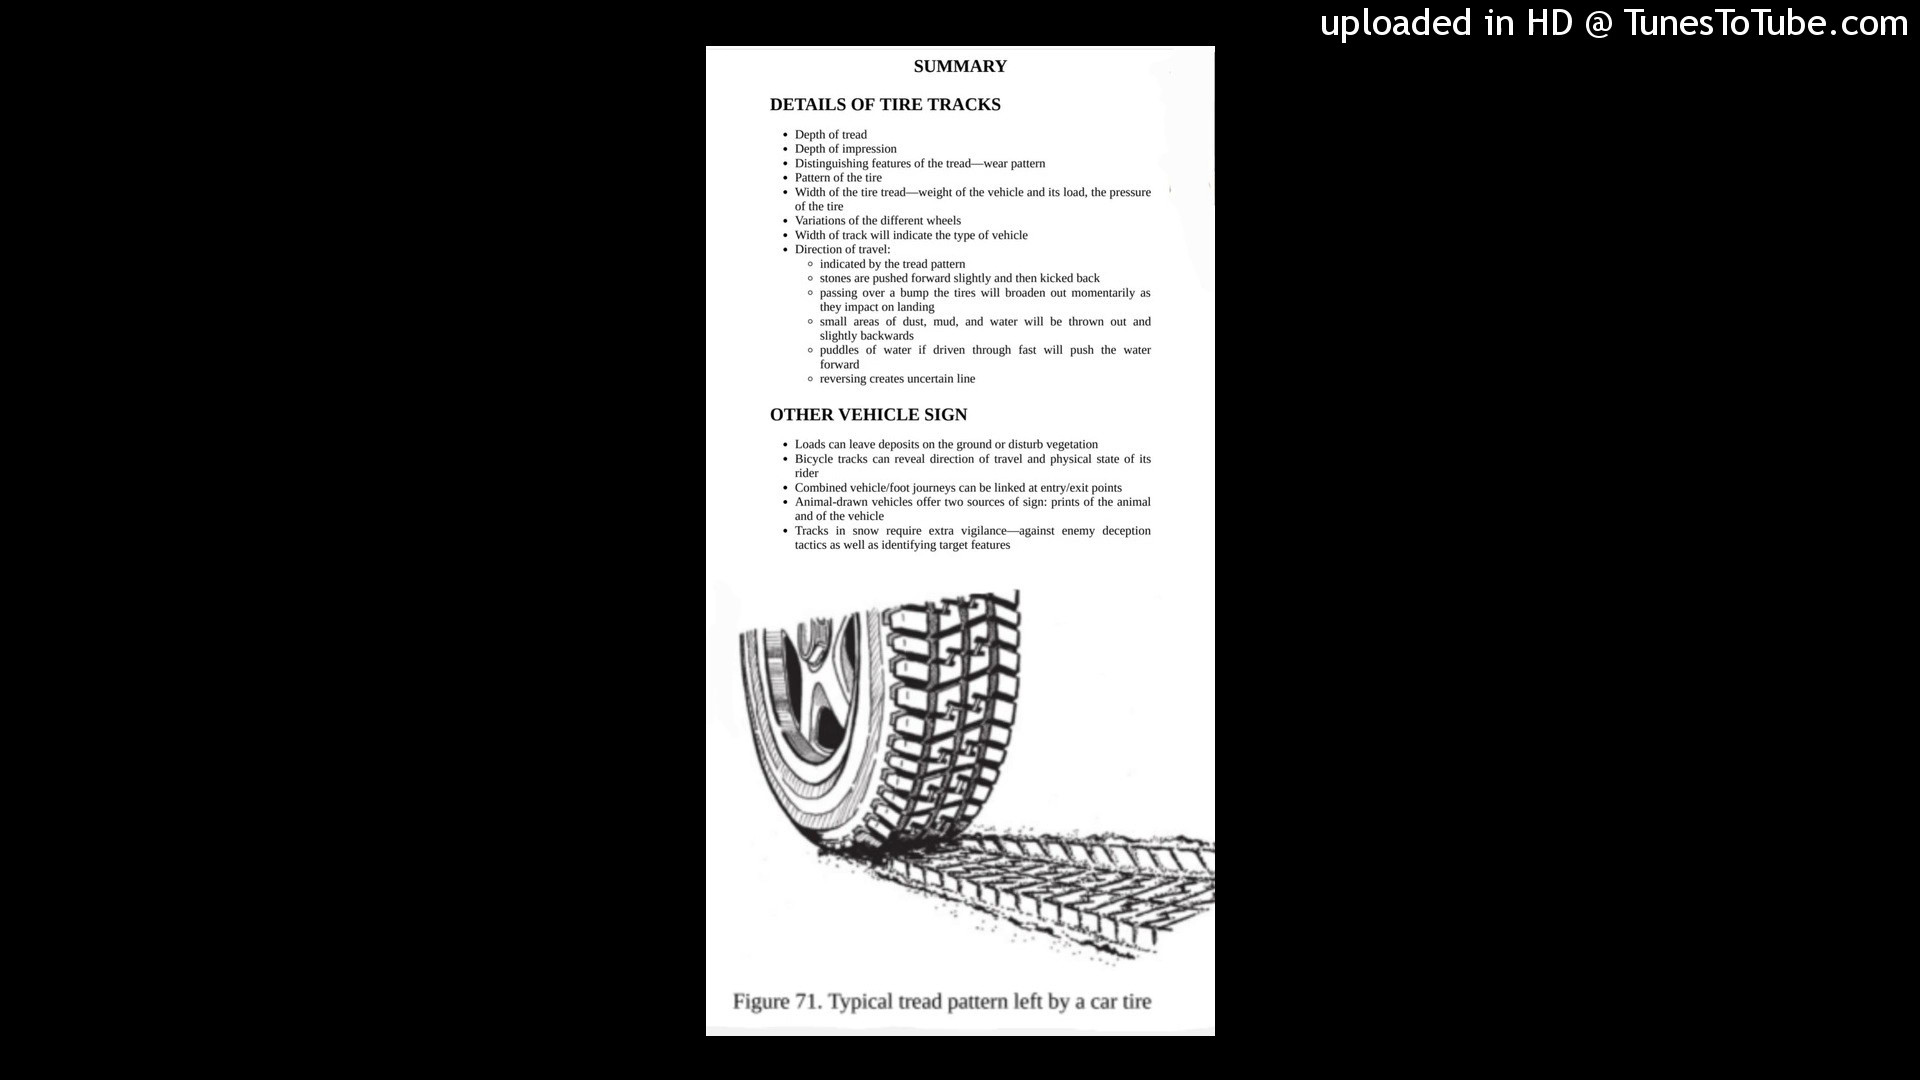 uploaded in HD @ TunesToTube.com
SUMMARY
DETAILS OF TIRE TRACKS
• Depth of tread
• Depth of impression
• Distinguishing features of the tread—wear pattern
• Pattern of the tire
• Width of the tire tread—weight of the vehicle and its load, the pressure
of the tire
• Variations of the different wheels
• Width of track will indicate the type of vehicle
• Direction of travel:
◦ indicated by the tread pattern
◦ stones are pushed forward slightly and then kicked back
◦ passing over a bump the tires will broaden out momentarily as
they impact on landing
◦ small areas of dust, mud, and water will be thrown out and
slightly backwards
◦ puddles of water if driven through fast will push the water
forward
◦ reversing creates uncertain line
OTHER VEHICLE SIGN
• Loads can leave deposits on the ground or disturb vegetation
• Bicycle tracks can reveal direction of travel and physical state of its
rider
• Combined vehicle/foot journeys can be linked at entry/exit points
• Animal-drawn vehicles offer two sources of sign: prints of the animal
and of the vehicle
• Tracks in snow require extra vigilance—against enemy deception
tactics as well as identifying target features
Figure 71. Typical tread pattern left by a car tire